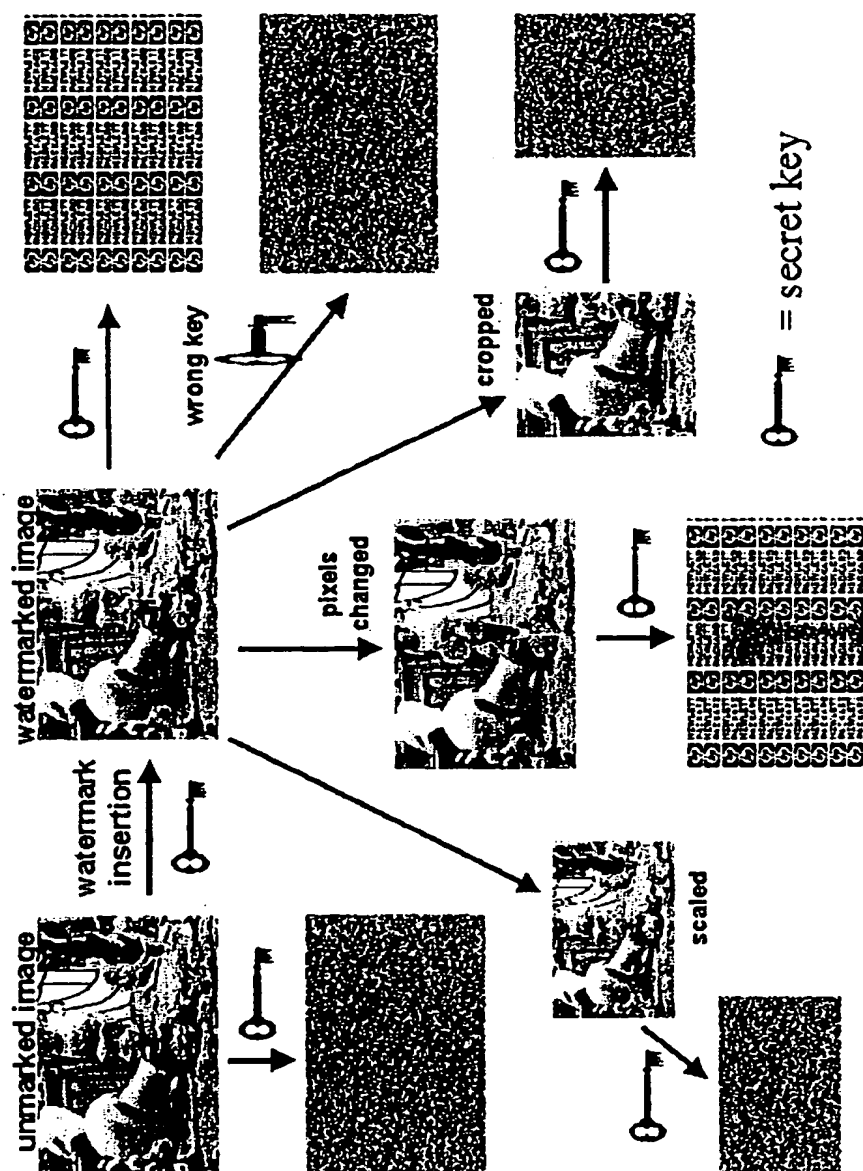 unmarked image
watermark
insertion
watermarked image
wrong key
pixels
changed
cropped
scaled
= secret key